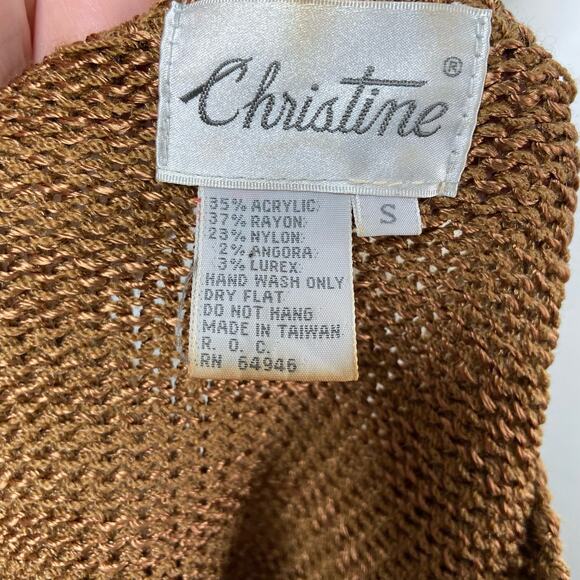 Christine®
S
35% ACRYLIC
37% RAYON
23% NYLON
2% ANGORA
3% LUREX
HAND WASH ONLY
DRY FLAT
DO NOT HANG
MADE IN TAIWAN
R. O. C.
RN 64946